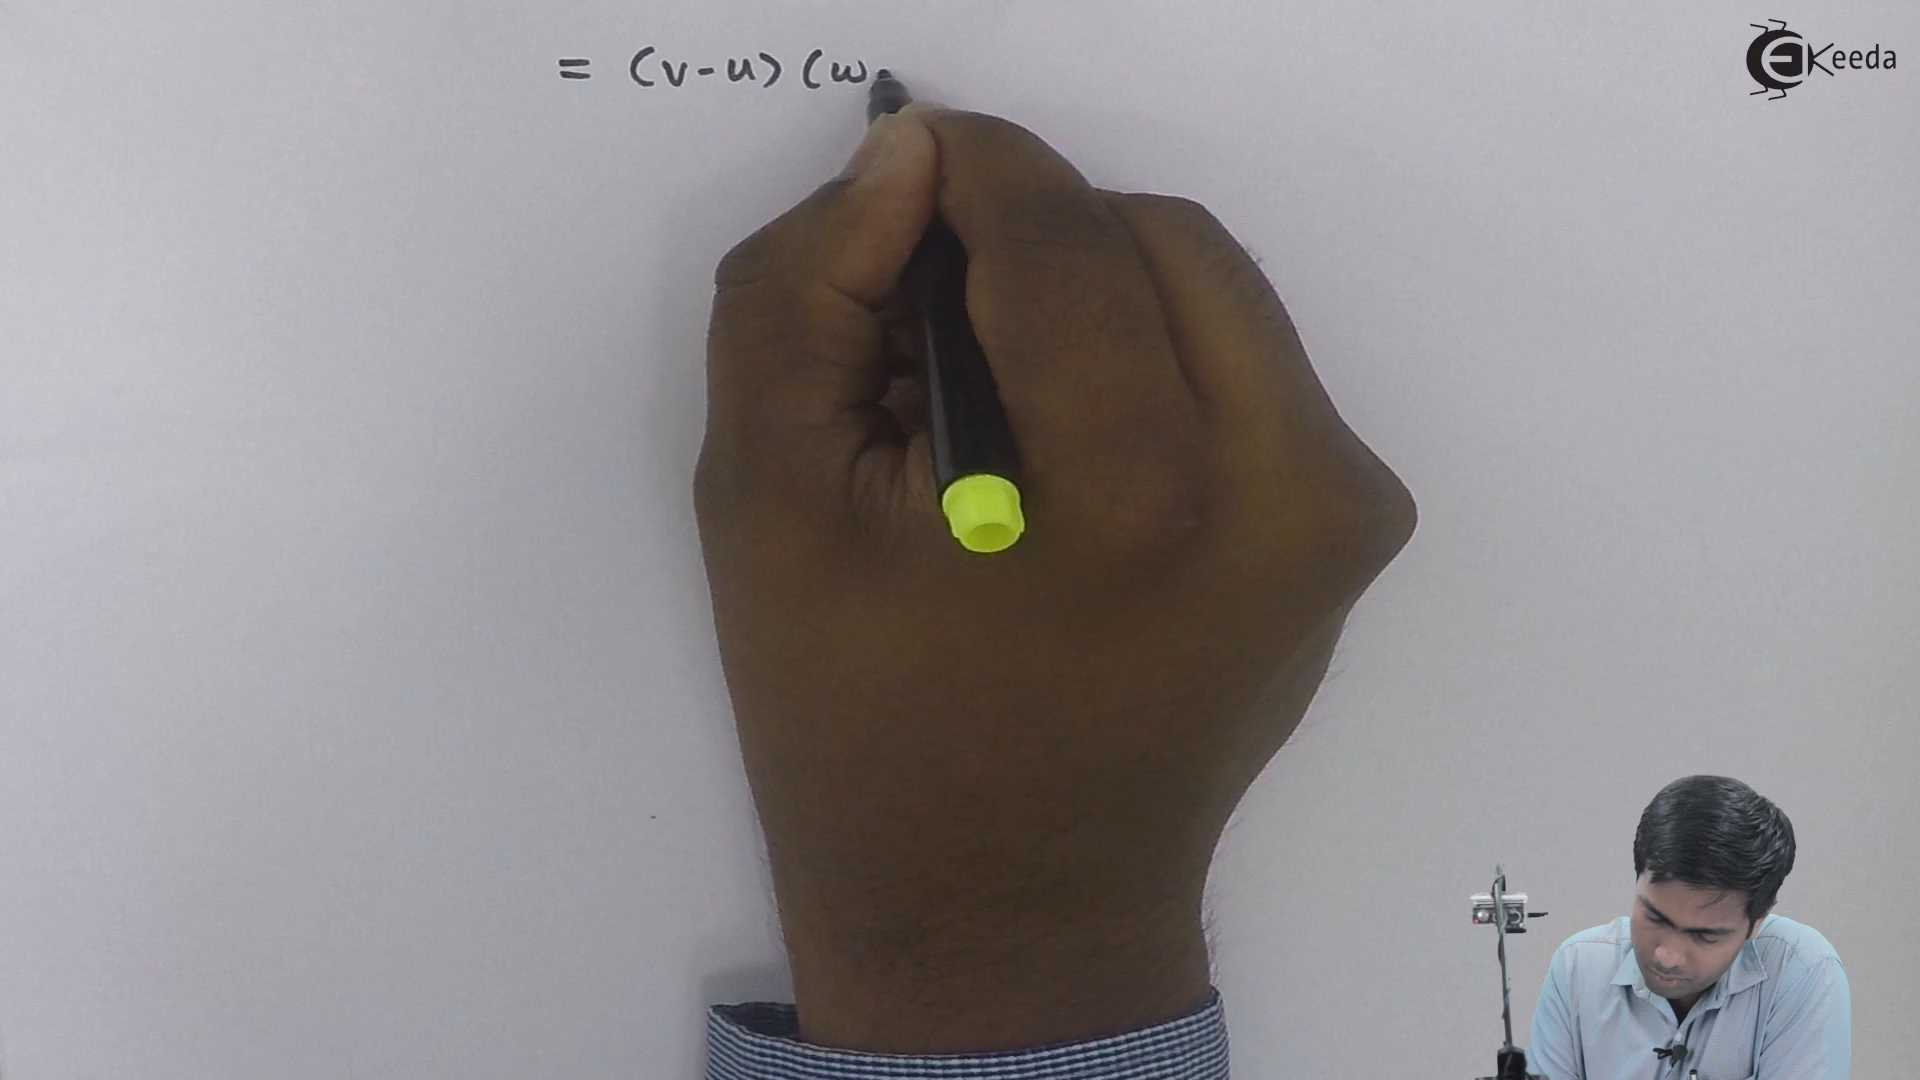 = (v-u) (w
Keeda